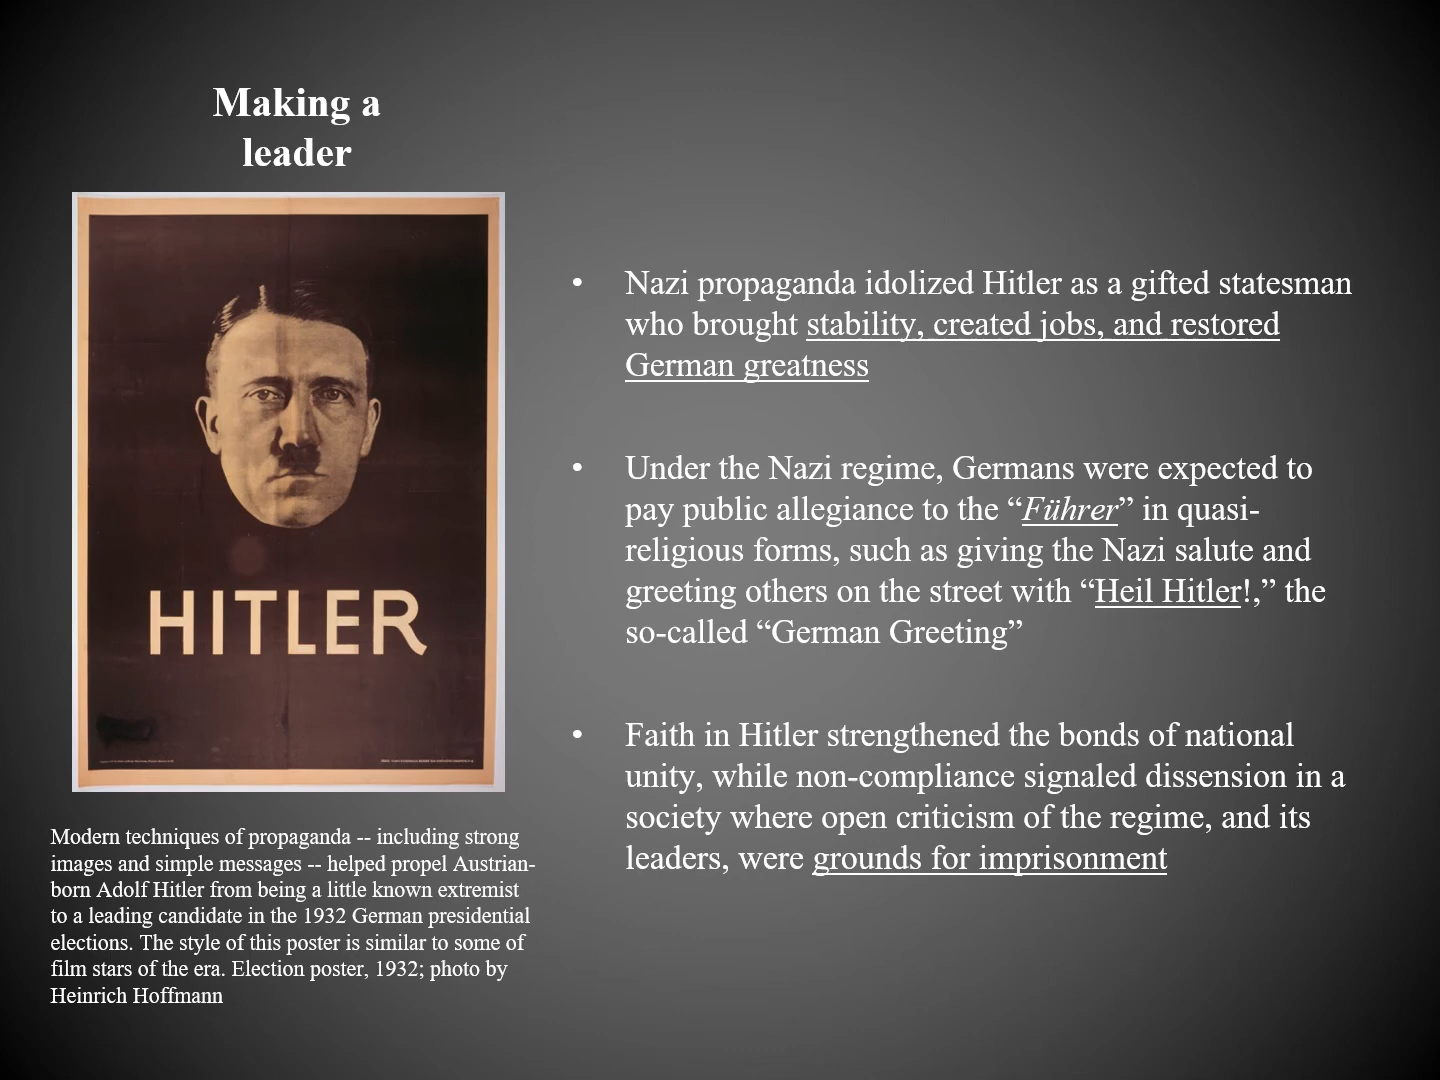 Making a
leader
HITLER
Modern techniques of propaganda -- including strong
images and simple messages -- helped propel Austrian-
born Adolf Hitler from being a little known extremist
to a leading candidate in the 1932 German presidential
elections. The style of this poster is similar to some of
film stars of the era. Election poster, 1932; photo by
Heinrich Hoffmann
• Nazi propaganda idolized Hitler as a gifted statesman
who brought stability, created jobs, and restored
German greatness
• Under the Nazi regime, Germans were expected to
pay public allegiance to the “Führer” in quasi-
religious forms, such as giving the Nazi salute and
greeting others on the street with “Heil Hitler!,” the
so-called “German Greeting”
• Faith in Hitler strengthened the bonds of national
unity, while non-compliance signaled dissension in a
society where open criticism of the regime, and its
leaders, were grounds for imprisonment